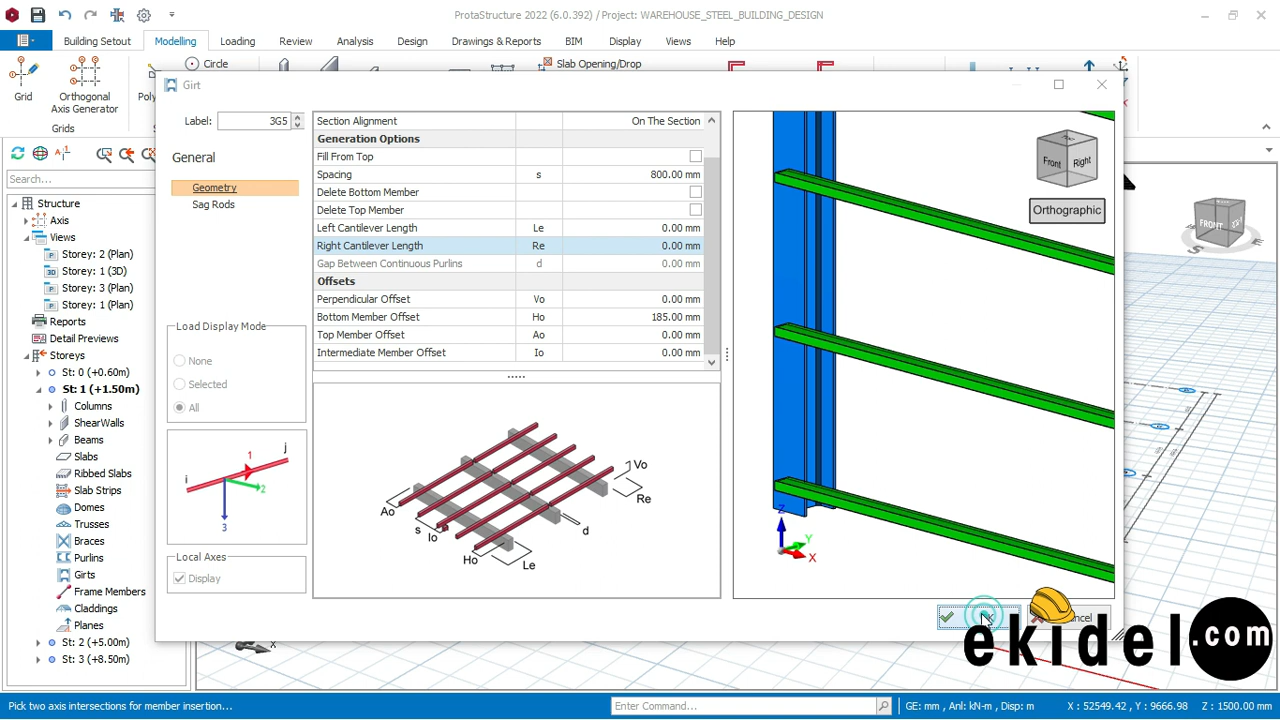 ProtaStructure 2022 (6.0.392) / Project: WAREHOUSE_STEEL_BUILDING_DESIGN
Building Setout Modelling Loading Review Analysis Design Drawings & Reports BIM Display Views Help
Circle
Slab Opening/Drop
Grid
Orthogonal
Axis Generator
Grids
Girt
Label: 3G5
General
Geometry
Sag Rods
Section Alignment On The Section
Generation Options
Fill From Top
Spacing s 800.00 mm
Delete Bottom Member
Delete Top Member
Left Cantilever Length Le 0.00 mm
Right Cantilever Length Re 0.00 mm
Gap Between Continuous Purlins d 0.00 mm
Offsets
Perpendicular Offset Vo 0.00 mm
Bottom Member Offset Ho 185.00 mm
Top Member Offset Ao 0.00 mm
Intermediate Member Offset Io 0.00 mm
Load Display Mode
None
Selected
All
i 1 j 2 3
Local Axes
Display
Ao s Io Ho Le d Re Vo
Front Right
Orthographic
Z Y X
FRONT
S E
Search...
Structure
Axis
Views
Storey: 2 (Plan)
Storey: 1 (3D)
Storey: 3 (Plan)
Storey: 1 (Plan)
Reports
Detail Previews
Storeys
St: 0 (+0.60m)
St: 1 (+1.50m)
Columns
ShearWalls
Beams
Slabs
Ribbed Slabs
Slab Strips
Domes
Trusses
Braces
Purlins
Girts
Frame Members
Claddings
Planes
St: 2 (+5.00m)
St: 3 (+8.50m)
x
ekidel.com
Pick two axis intersections for member insertion...
Enter Command...
GE: mm , Anl: kN-m , Disp: m
X : 52549.42 , Y : 9666.98
Z : 1500.00 mm